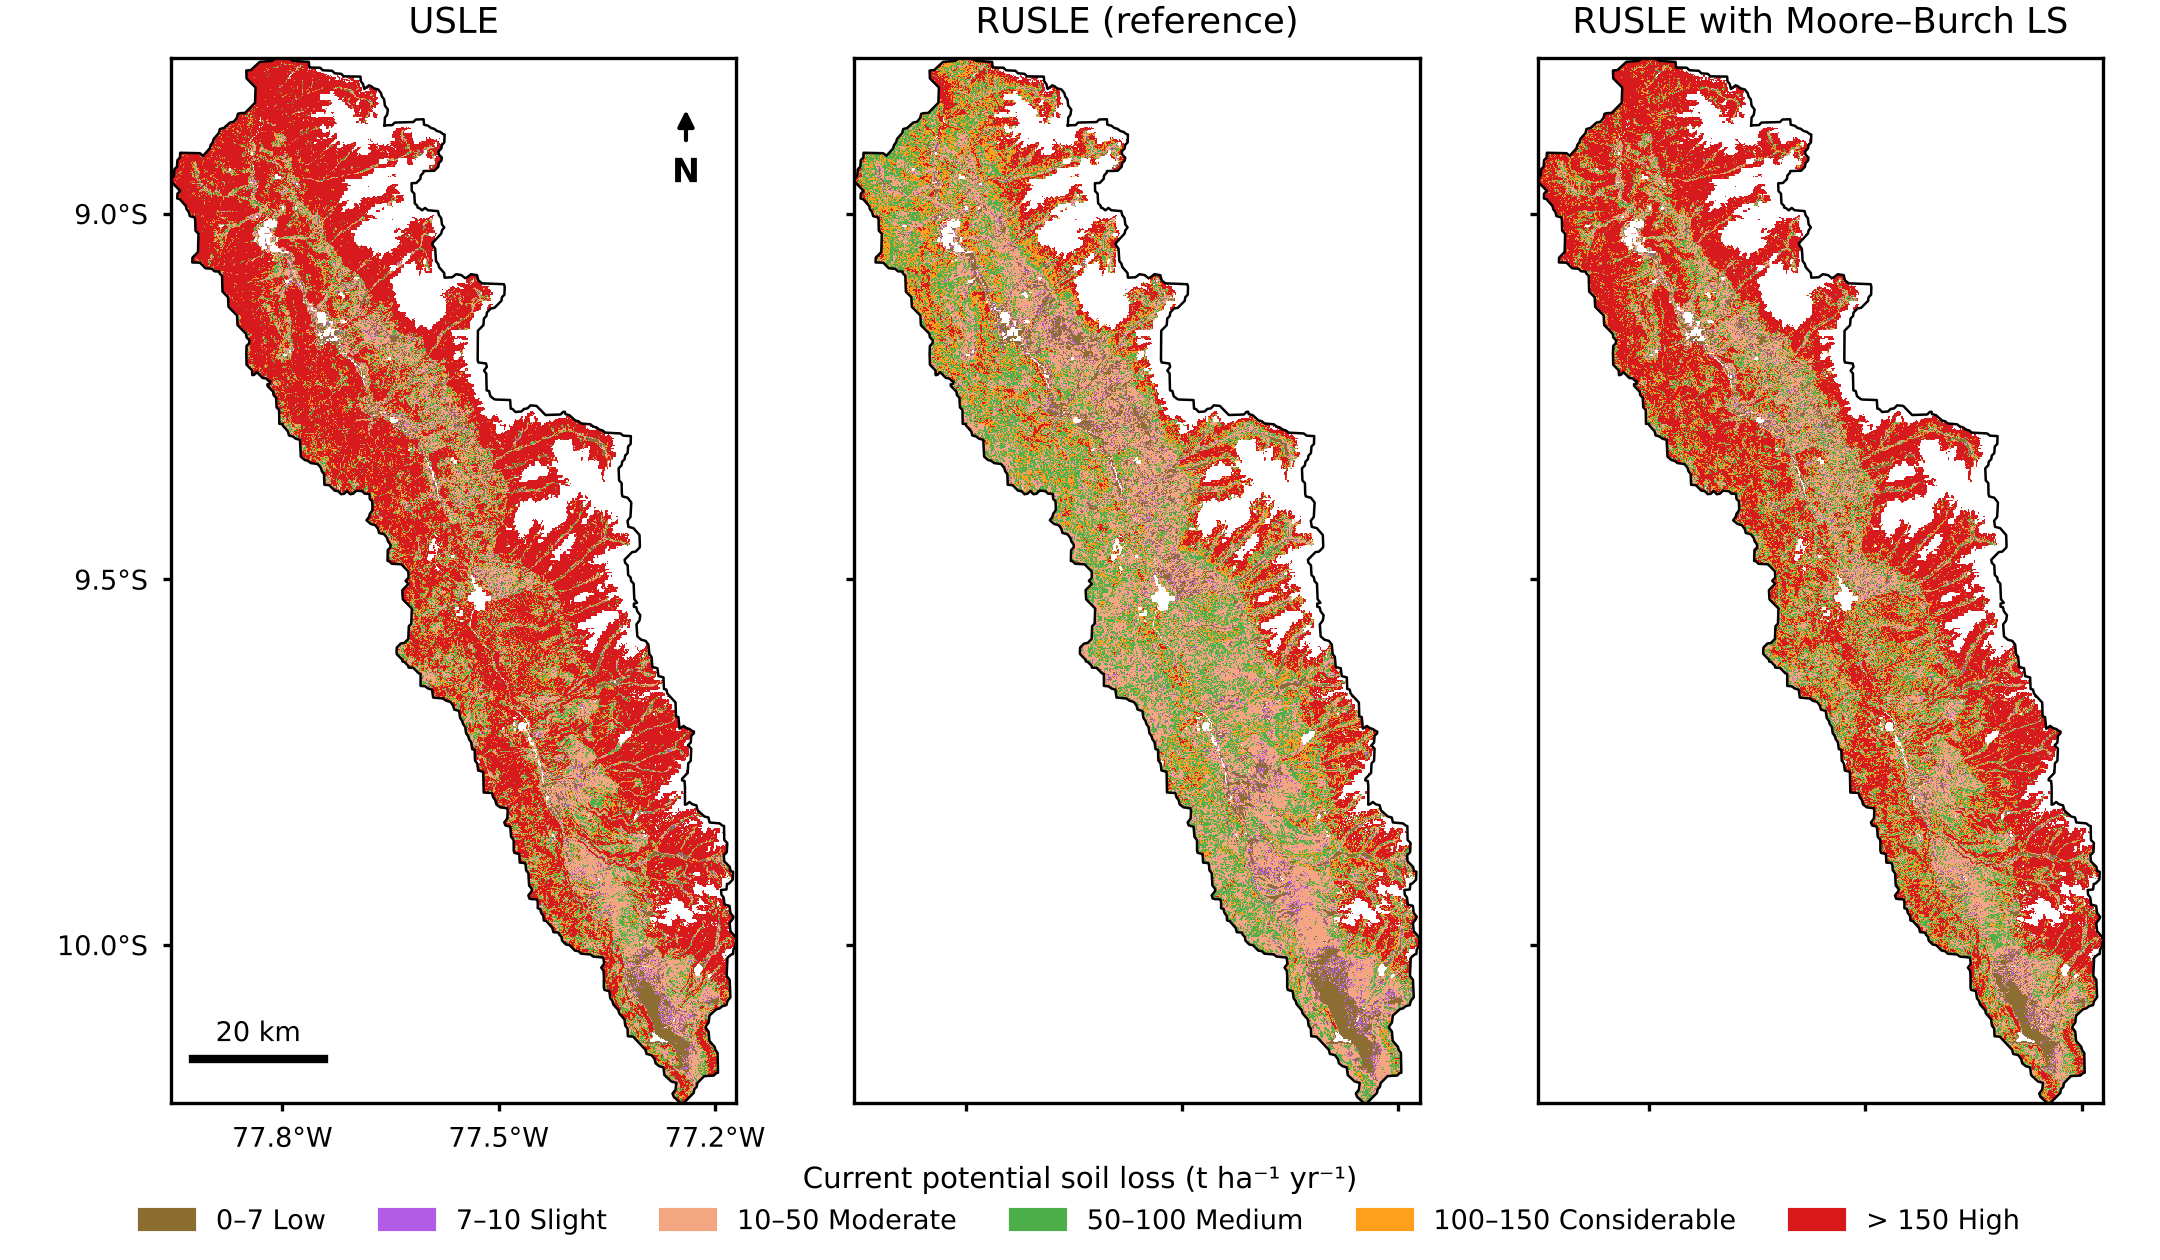 USLE
RUSLE (reference)
RUSLE with Moore–Burch LS
N
9.0°S
9.5°S
10.0°S
20 km
77.8°W
77.5°W
77.2°W
Current potential soil loss (t ha⁻¹ yr⁻¹)
0–7 Low
7–10 Slight
10–50 Moderate
50–100 Medium
100–150 Considerable
> 150 High